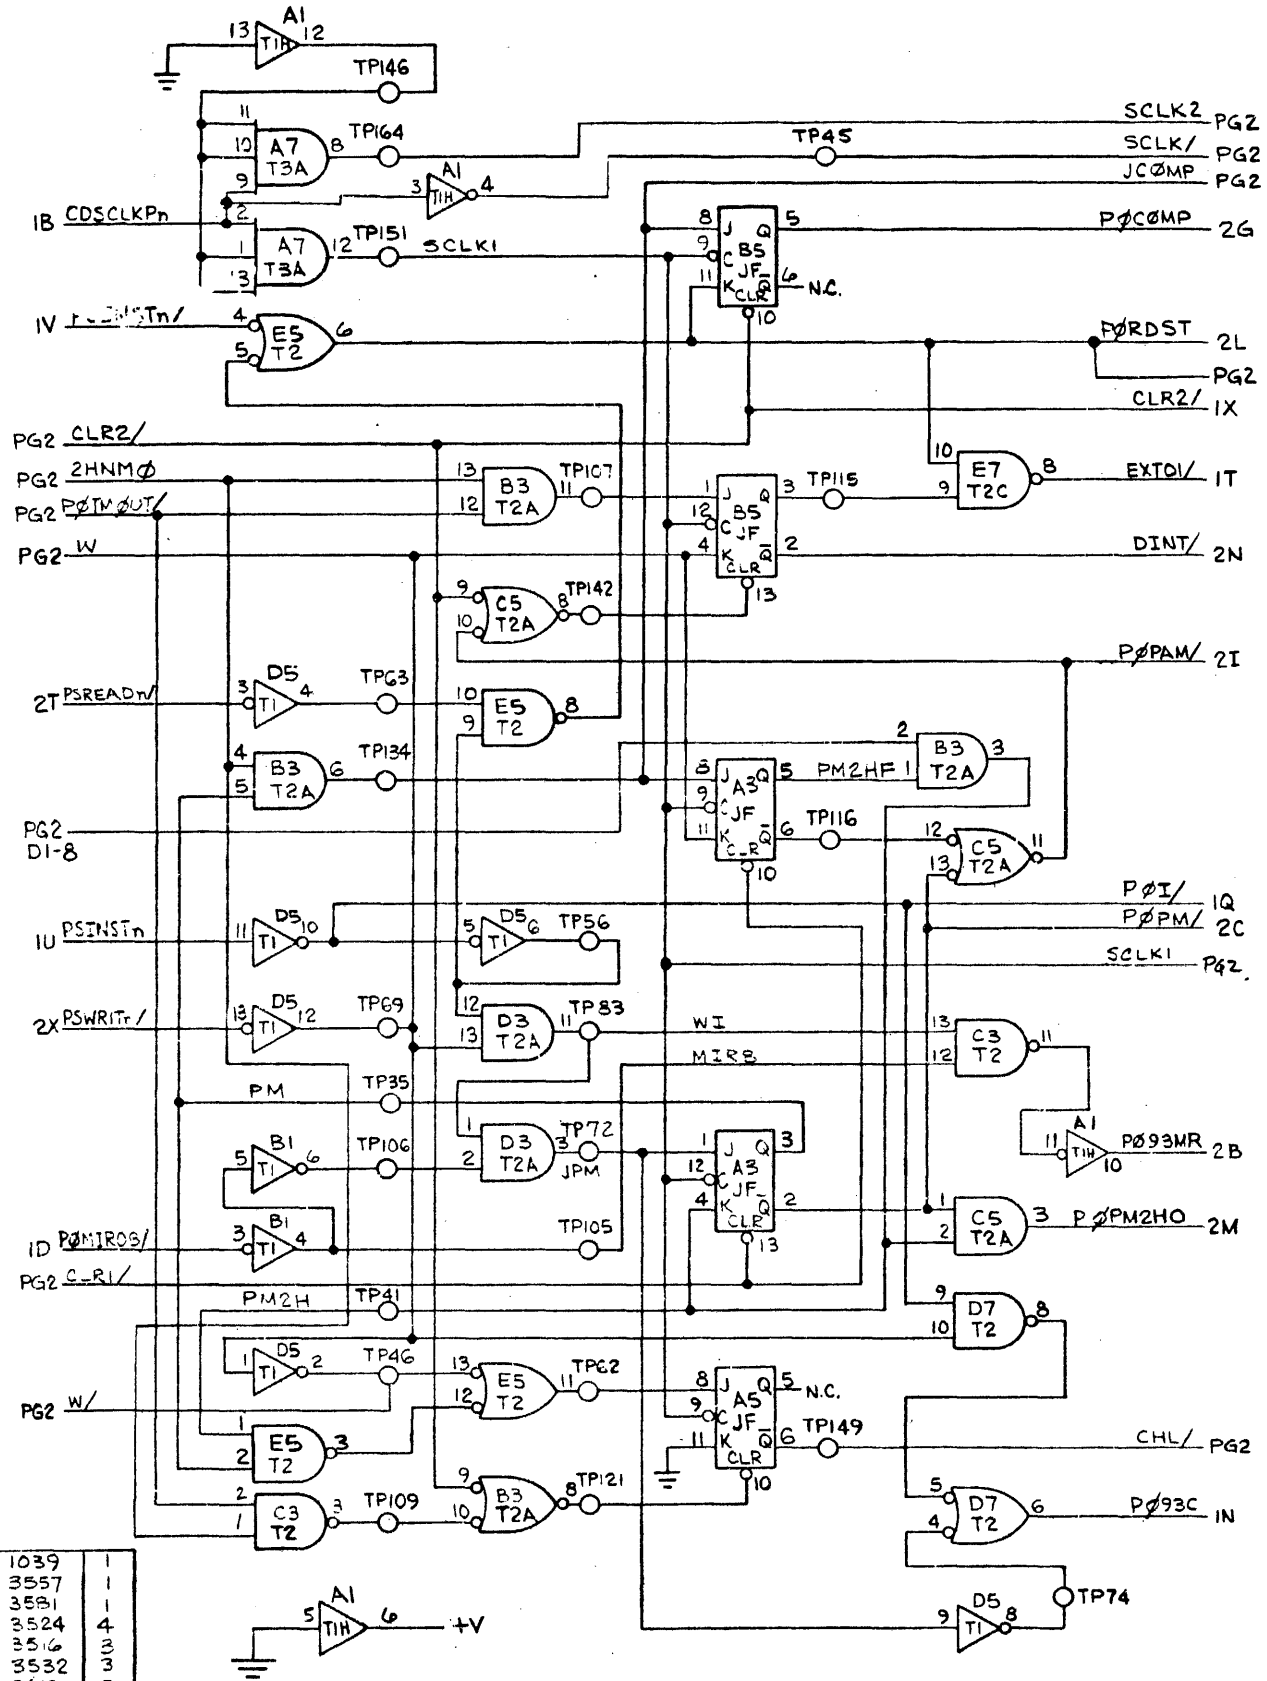 A1
13 T1H 12
TP146
11
10 A7 8 TP164
T3A
9
SCLK2 PG2
TP45
SCLK/ PG2
JCØMP PG2
A1
3 T1H 4
1B CDSCLKPn
2
1 A7 12 TP151 SCLK1
T3A
13
8 J Q 5 PØCØMP 2G
9 C B5
JF
11 K Q 6 N.C.
CLR
10
1V
4 E5 6
5 T2
FØRDST 2L
PG2
CLR2/ 1X
PG2 CLR2/
PG2 2HNMØ
PG2 PØTMØUT/
PG2 W
13 B3 11 TP107
12 T2A
1 J Q 3 TP115
12 C B5
JF
4 K Q 2 DINT/ 2N
CLR
13
10 E7 8 EXTO1/ 1T
9 T2C
9 C5 8 TP142
10 T2A
PØPAM/ 2I
2T PSREADn/
3 D5 4 TP63
T1
10 E5 8
9 T2
4 B3 6 TP134
5 T2A
8 J Q 5 PM2HF
9 C A3
JF
11 K Q 6 TP116
CLR
10
2 B3 3
1 T2A
PG2
D1-8
12 C5 11
13 T2A
1U PSINSTn
11 D5 10
T1
5 D5 6 TP56
T1
PØI/ 1Q
PØPM/ 2C
SCLK1 PG2.
2X
13 D5 12 TP69
T1
12 D3 11 TP83 WI
13 T2A
MIR8
13 C3 11
12 T2
PM TP35
A1
11 T1H 10 PØ93MR 2B
5 B1 6 TP106
T1
1 D3 3 TP72
2 T2A JPM
1 J Q 3
12 C A3
JF
4 K Q 2
CLR
13
1D
3 B1 4 TP105
T1
1 C5 3 PØPM2HO 2M
2 T2A
PG2
PM2H TP41
9 D7 8
10 T2
1 D5 2 TP46
T1
PG2 W/
13 E5 11 TP62
12 T2
8 J Q 5 N.C.
9 C A5
JF
11 K Q 6 TP149 CHL/ PG2
CLR
10
1 E5 3
2 T2
2 C3 3 TP109
1 T2
9 B3 8 TP121
10 T2A
5 D7 6 PØ93C 1N
4 T2
TP74
9 D5 8
T1
A1
5 T1H 6 +V
1039 1
3557 1
3581 1
3524 4
3516 3
3532 3